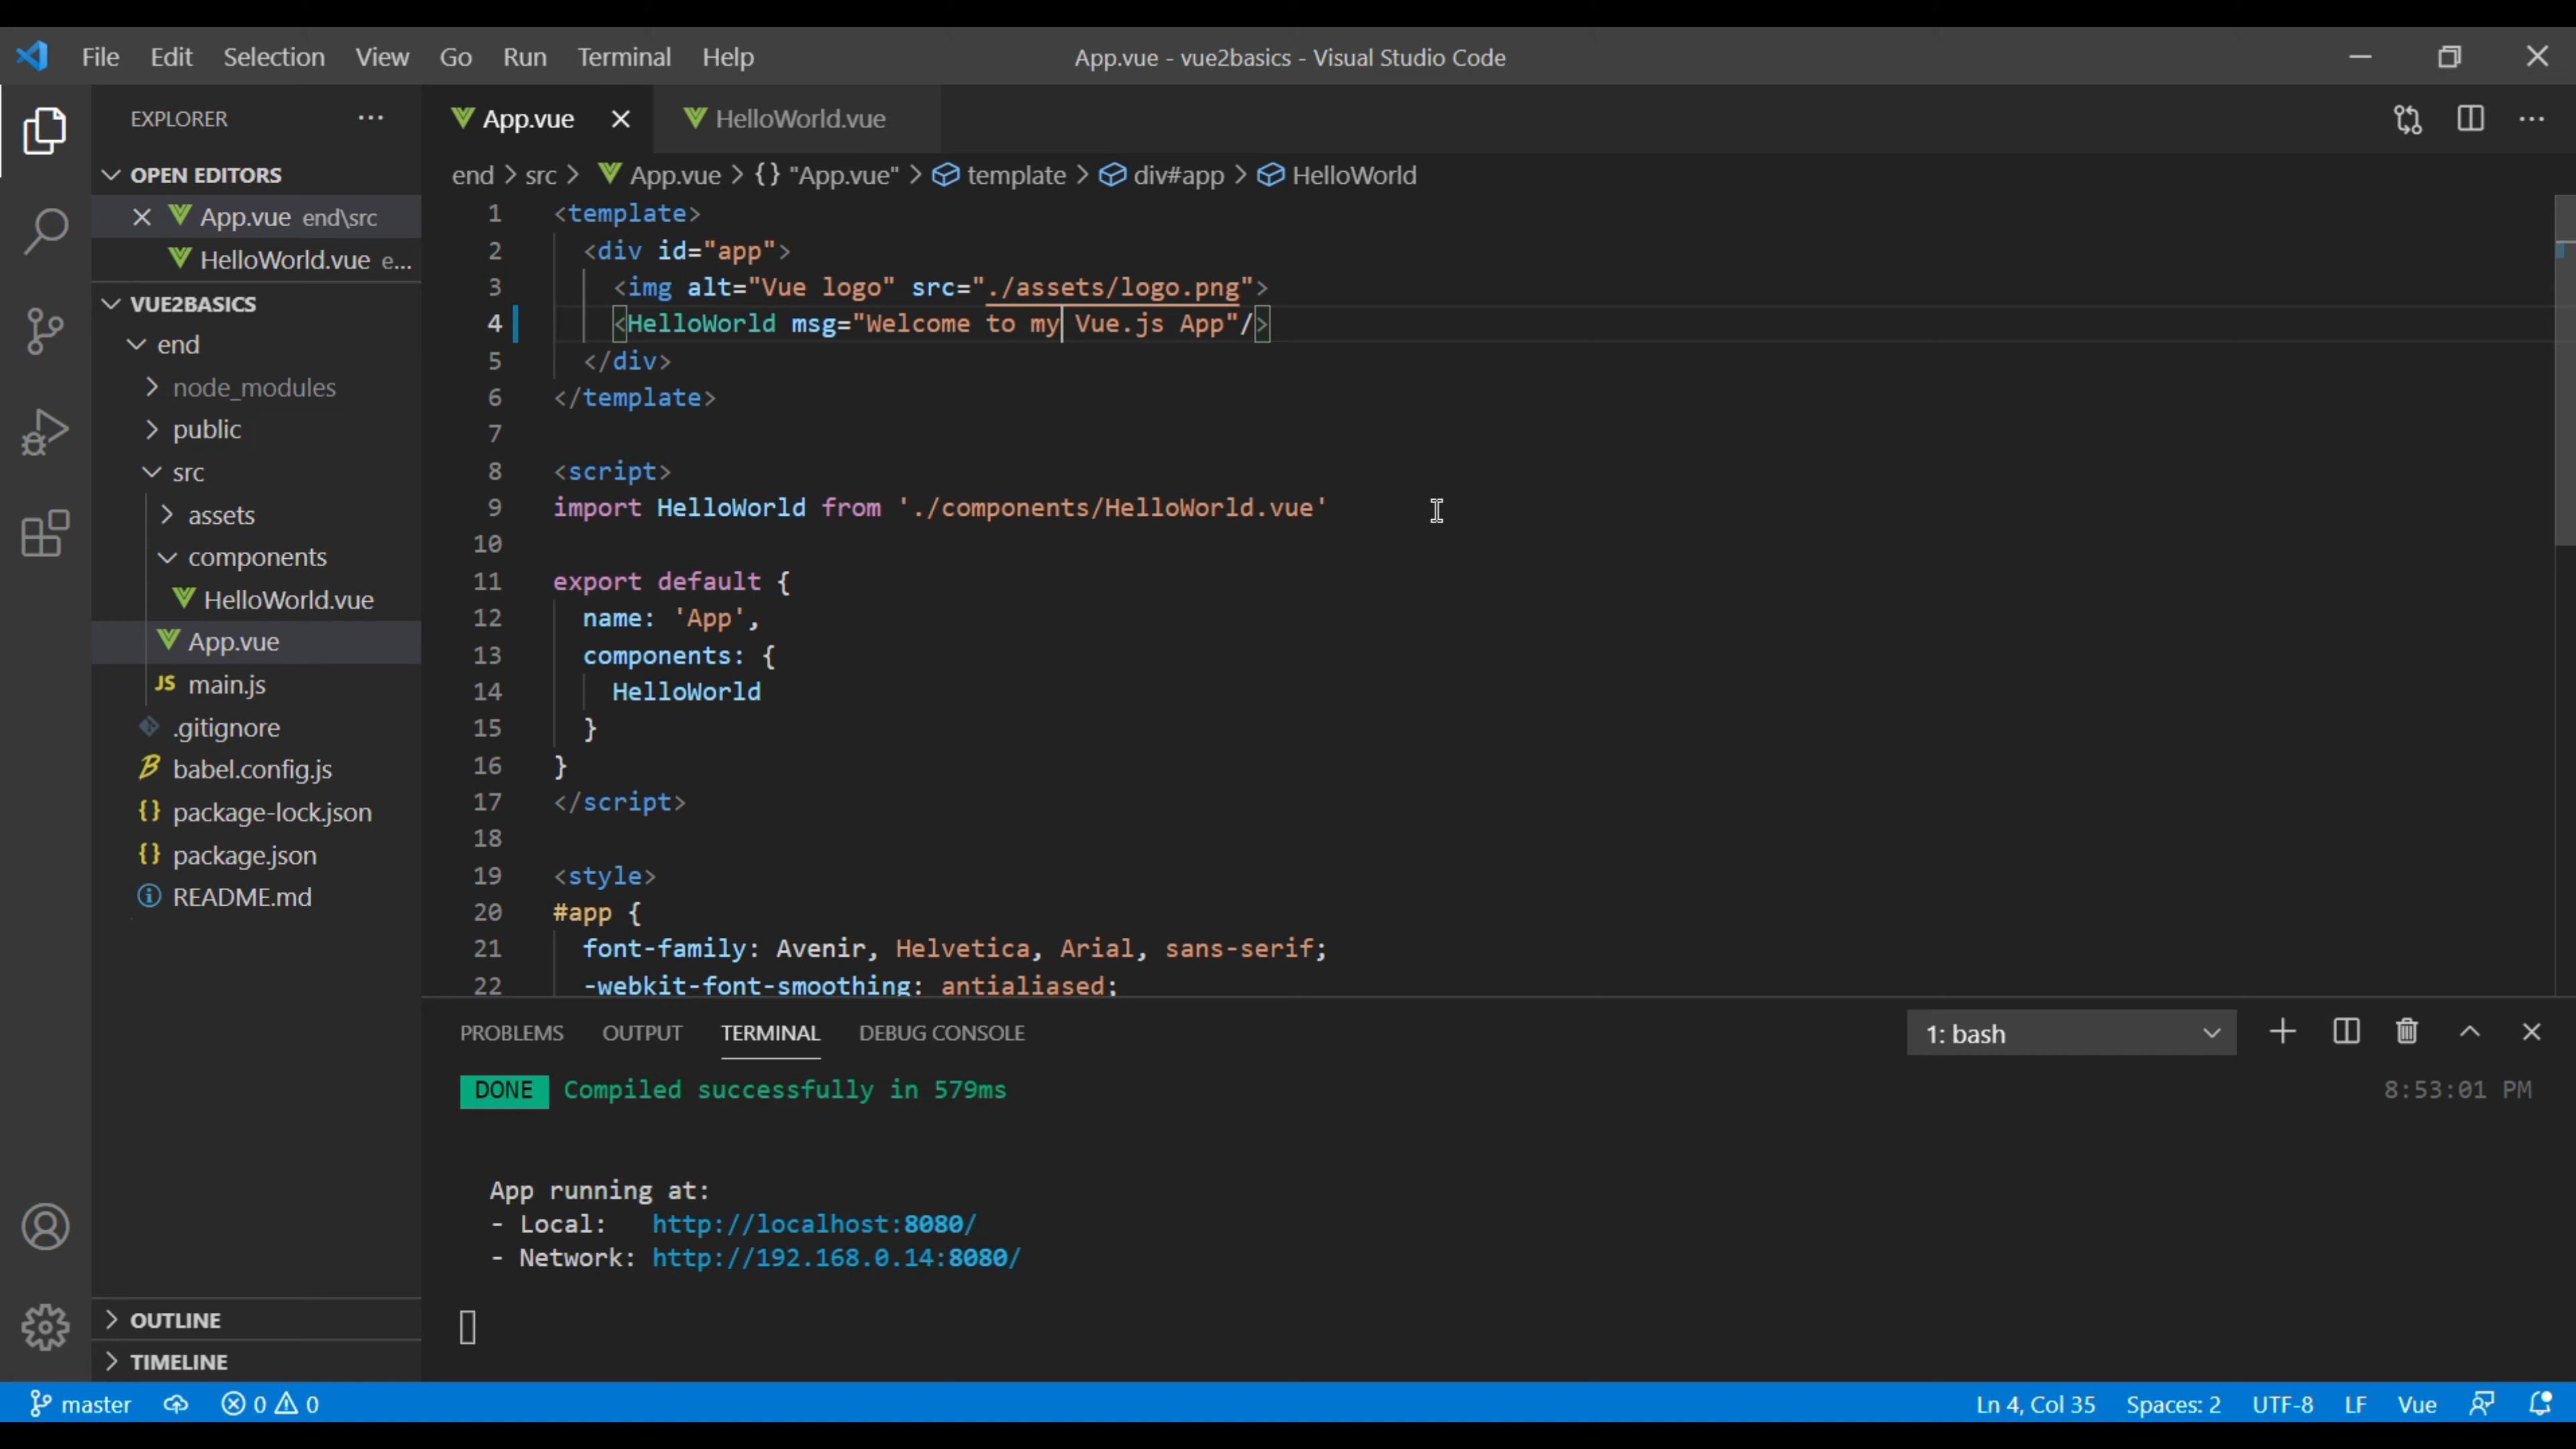 File Edit Selection View Go Run Terminal Help
App.vue - vue2basics - Visual Studio Code
EXPLORER
OPEN EDITORS
App.vue end\src
HelloWorld.vue e...
VUE2BASICS
end
node_modules
public
src
assets
components
HelloWorld.vue
App.vue
JS main.js
.gitignore
babel.config.js
{} package-lock.json
{} package.json
README.md
OUTLINE
TIMELINE
App.vue HelloWorld.vue
end > src > App.vue > {} "App.vue" > template > div#app > HelloWorld
1 <template>
2 <div id="app">
3 <img alt="Vue logo" src="./assets/logo.png">
4 <HelloWorld msg="Welcome to my Vue.js App"/>
5 </div>
6 </template>
7
8 <script>
9 import HelloWorld from './components/HelloWorld.vue'
10
11 export default {
12 name: 'App',
13 components: {
14 HelloWorld
15 }
16 }
17 </script>
18
19 <style>
20 #app {
21 font-family: Avenir, Helvetica, Arial, sans-serif;
22 -webkit-font-smoothing: antialiased;
PROBLEMS OUTPUT TERMINAL DEBUG CONSOLE 1: bash
DONE Compiled successfully in 579ms 8:53:01 PM
App running at:
- Local: http://localhost:8080/
- Network: http://192.168.0.14:8080/
master 0 0 Ln 4, Col 35 Spaces: 2 UTF-8 LF Vue